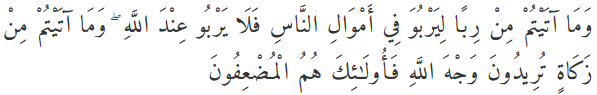 وَمَا آتَيْتُمْ مِنْ رِبًا لِيَرْبُوَ فِي أَمْوَالِ النَّاسِ فَلَا يَرْبُو عِنْدَ اللَّهِ ۖ وَمَا آتَيْتُمْ مِنْ
زَكَاةٍ تُرِيدُونَ وَجْهَ اللَّهِ فَأُولَـٰئِكَ هُمُ الْمُضْعِفُونَ